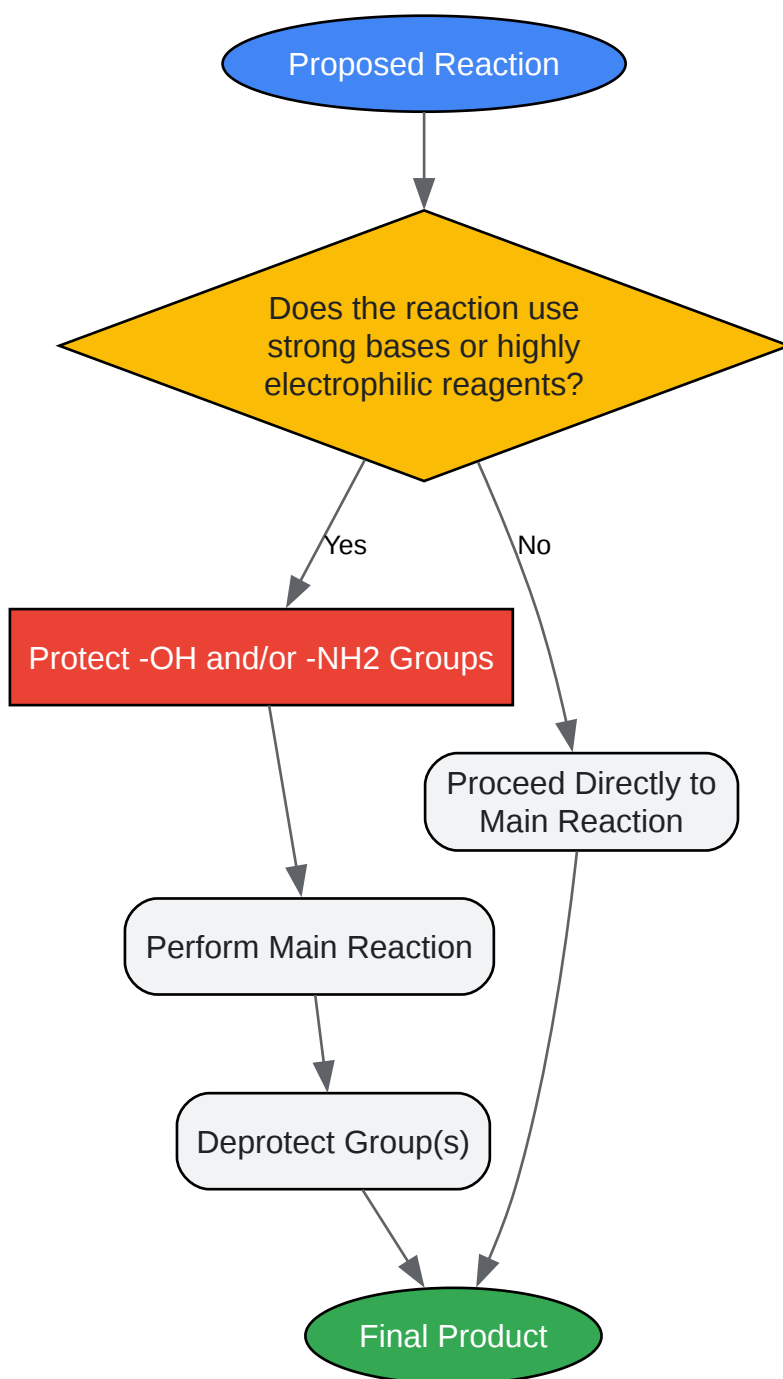 Proposed Reaction
Does the reaction use
strong bases or highly
electrophilic reagents?
Yes
No
Protect -OH and/or -NH2 Groups
Proceed Directly to
Main Reaction
Perform Main Reaction
Deprotect Group(s)
Final Product